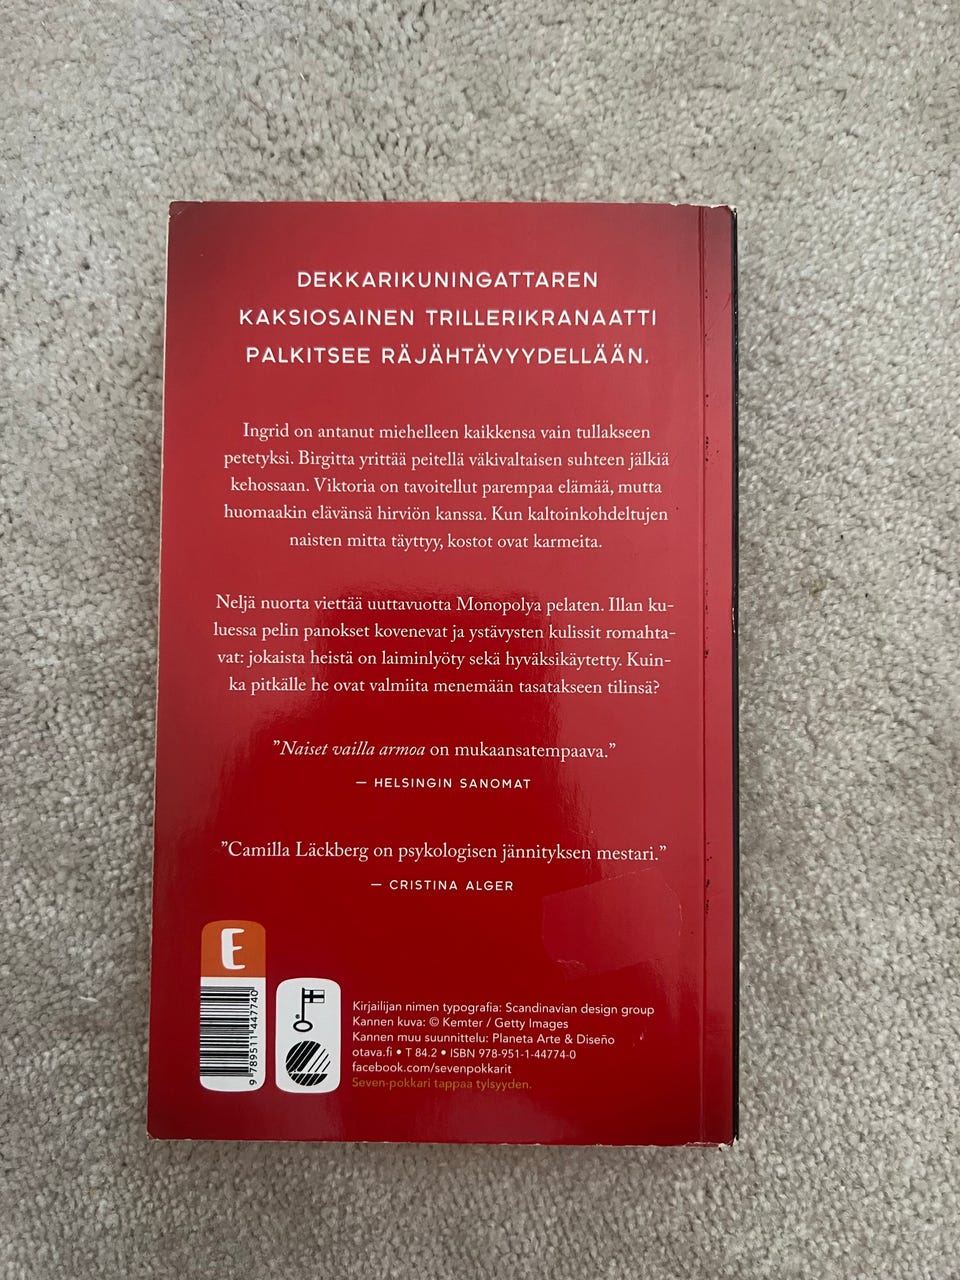 DEKKARIKUNINGATTAREN
KAKSIOSAINEN TRILLERIKRANAATTI
PALKITSEE RÄJÄHTÄVYYDELLÄÄN.
Ingrid on antanut miehelleen kaikkensa vain tullakseen
petetyksi. Birgitta yrittää peitellä väkivaltaisen suhteen jälkiä
kehossaan. Viktoria on tavoitellut parempaa elämää, mutta
huomaakin elävänsä hirviön kanssa. Kun kaltoinkohdeltujen
naisten mitta täyttyy, kostot ovat karmeita.
Neljä nuorta viettää uuttavuotta Monopolya pelaten. Illan ku-
luessa pelin panokset kovenevat ja ystävysten kulissit romahta-
vat: jokaista heistä on laiminlyöty sekä hyväksikäytetty. Kuin-
ka pitkälle he ovat valmiita menemään tasatakseen tilinsä?
”Naiset vailla armoa on mukaansatempaava.”
— HELSINGIN SANOMAT
”Camilla Läckberg on psykologisen jännityksen mestari.”
— CRISTINA ALGER
E
9 789511 447740
Kirjailijan nimen typografia: Scandinavian design group
Kannen kuva: © Kemter / Getty Images
Kannen muu suunnittelu: Planeta Arte & Diseño
otava.fi • T 84.2 • ISBN 978-951-1-44774-0
facebook.com/sevenpokkarit
Seven-pokkari tappaa tylsyyden.